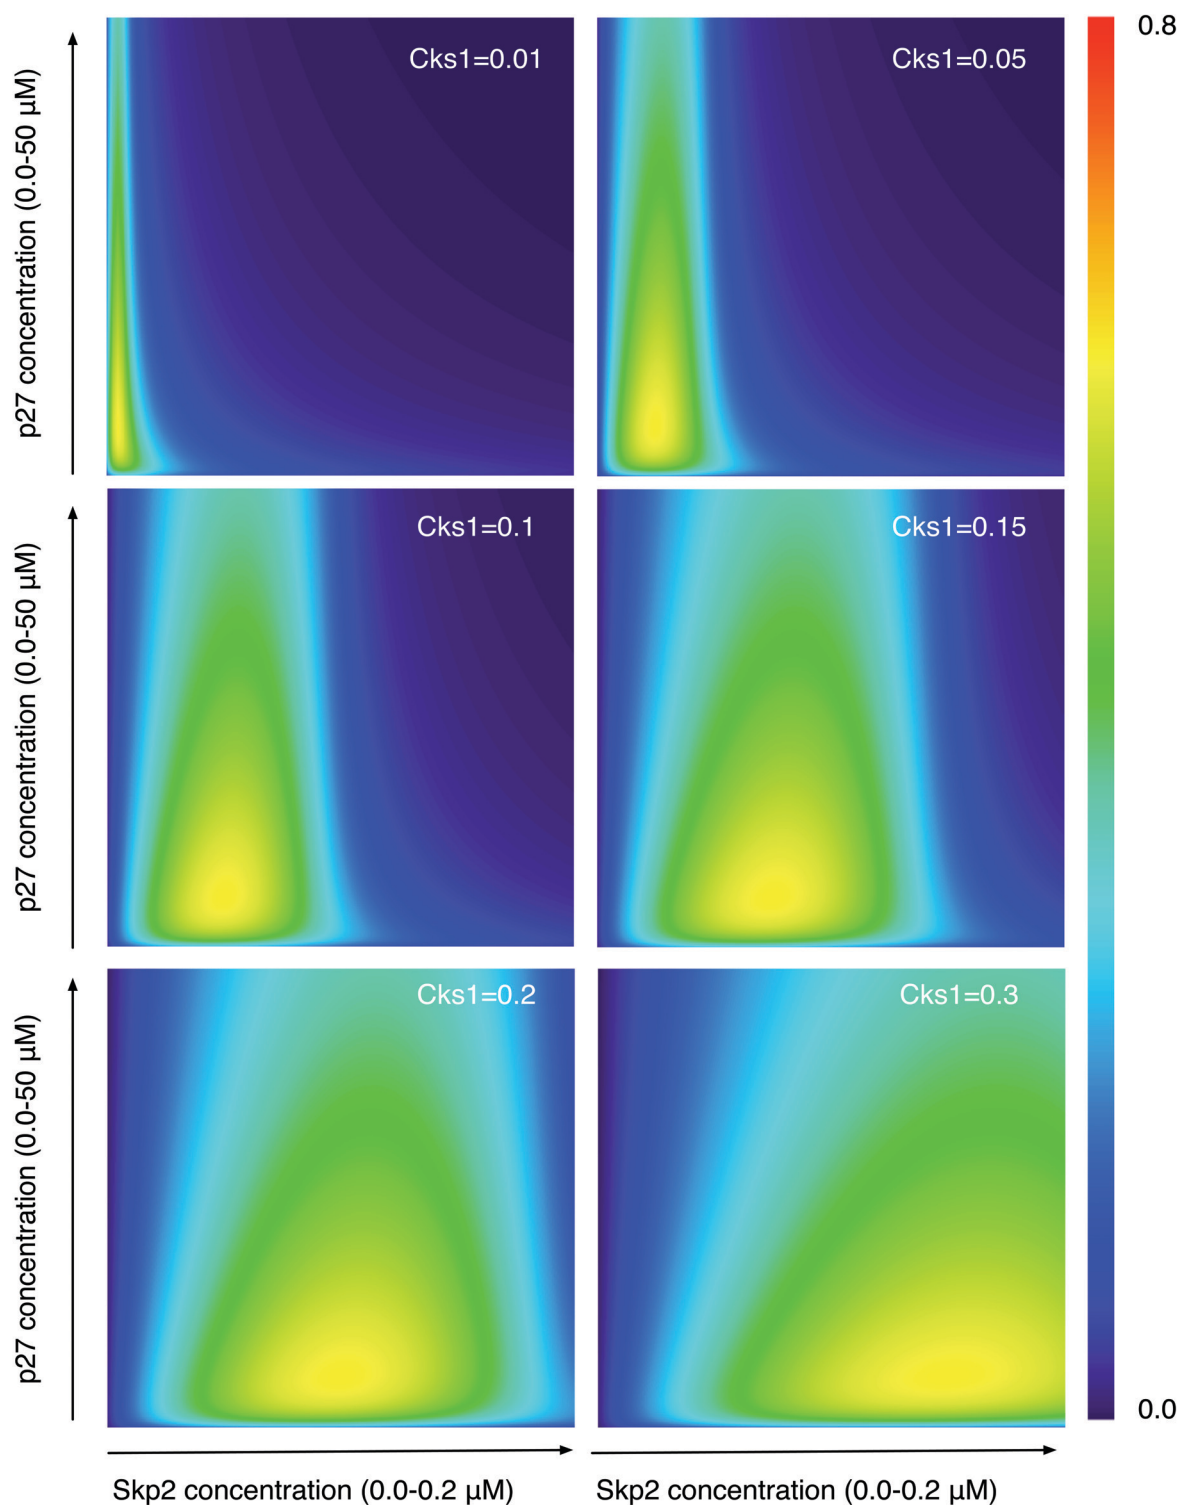 Cks1=0.01
Cks1=0.05
0.8
p27 concentration (0.0-50 µM)
Cks1=0.1
Cks1=0.15
p27 concentration (0.0-50 µM)
Cks1=0.2
Cks1=0.3
p27 concentration (0.0-50 µM)
0.0
Skp2 concentration (0.0-0.2 µM)
Skp2 concentration (0.0-0.2 µM)